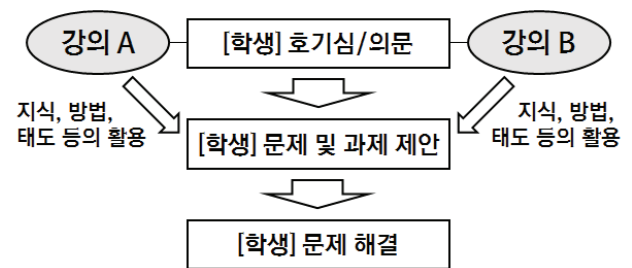 강의 A
[학생] 호기심/의문
강의 B
지식, 방법,
태도 등의 활용
지식, 방법,
태도 등의 활용
[학생] 문제 및 과제 제안
[학생] 문제 해결